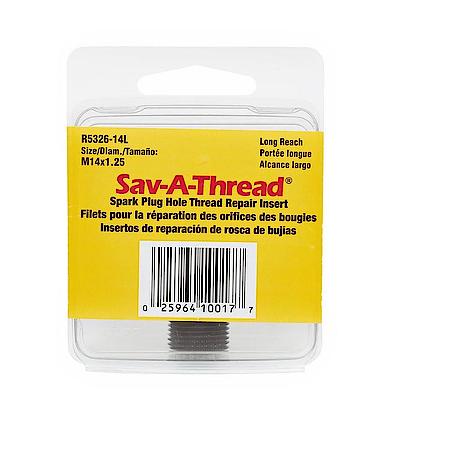 R5326-14L
Size/Diam./Tamaño:
M14x1.25
Long Reach
Portée longue
Alcance largo
Sav-A-Thread®
Spark Plug Hole Thread Repair Insert
Filets pour la réparation des orifices des bougies
Insertos de reparación de rosca de bujías
0 25964 10017 7